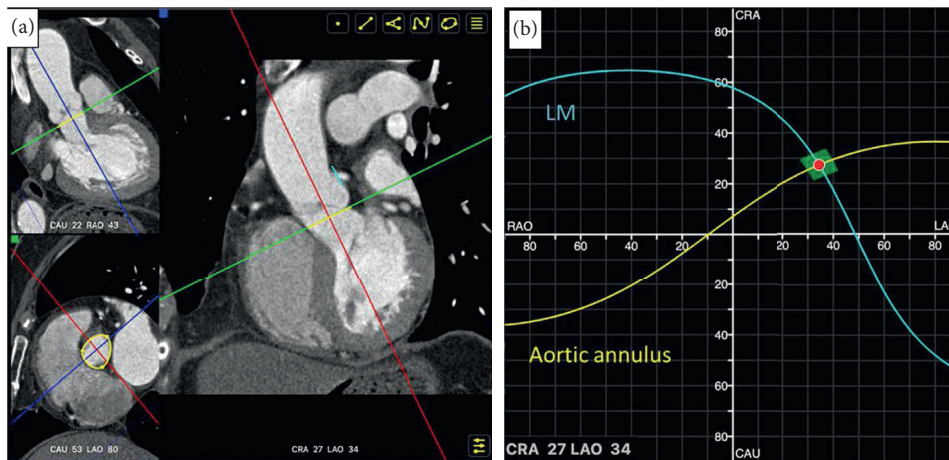 (a)
CAU 22 RAO 43
CAU 53 LAO 80
CRA 27 LAO 34
(b)
CRA
80
60
LM
40
20
RAO
LA
80 60 40 20 20 40 60 80
20
40
Aortic annulus
60
80
CRA 27 LAO 34
CAU